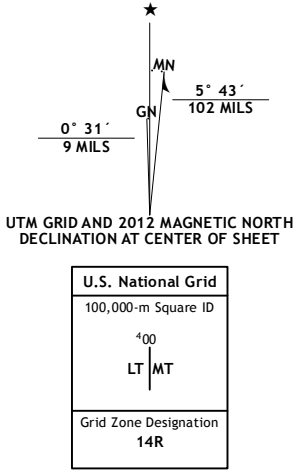 ★
MN
GN
5° 43´
102 MILS
0° 31´
9 MILS
UTM GRID AND 2012 MAGNETIC NORTH
DECLINATION AT CENTER OF SHEET
U.S. National Grid
100,000-m Square ID
⁴00
LT MT
Grid Zone Designation
14R